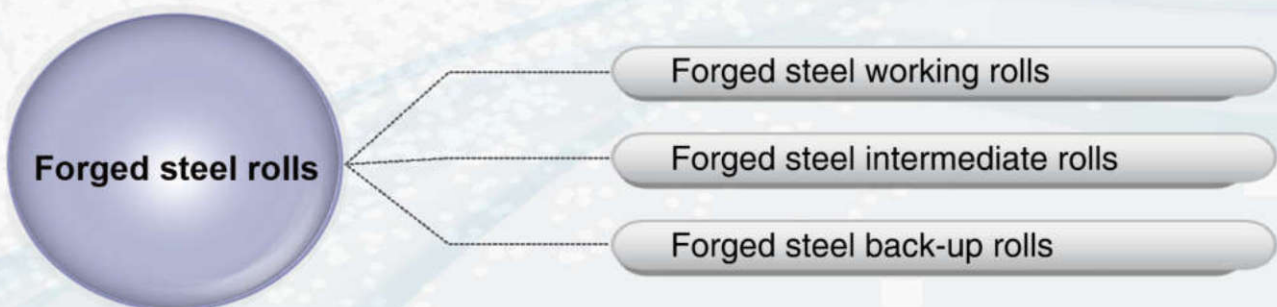 Forged steel rolls
Forged steel working rolls
Forged steel intermediate rolls
Forged steel back-up rolls